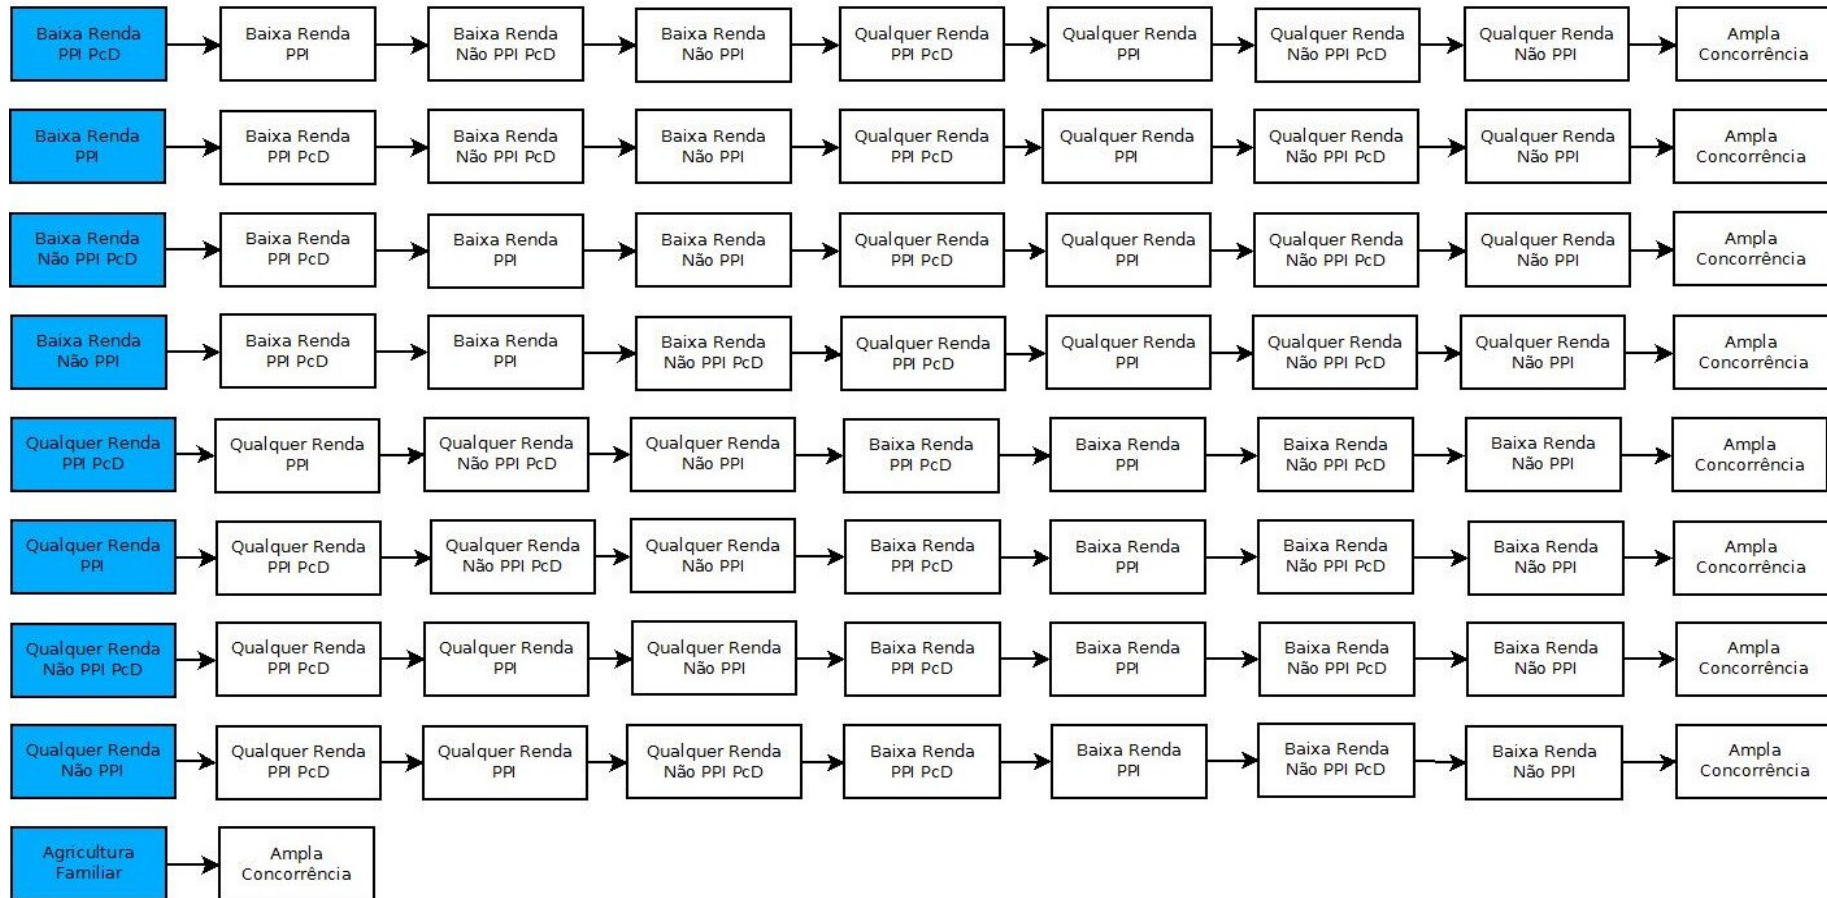 Baixa Renda
PPI PcD
Baixa Renda
PPI
Baixa Renda
Não PPI PcD
Baixa Renda
Não PPI
Qualquer Renda
PPI PcD
Qualquer Renda
PPI
Qualquer Renda
Não PPI PcD
Qualquer Renda
Não PPI
Ampla
Concorrência
Baixa Renda
PPI
Baixa Renda
PPI PcD
Baixa Renda
Não PPI PcD
Baixa Renda
Não PPI
Qualquer Renda
PPI PcD
Qualquer Renda
PPI
Qualquer Renda
Não PPI PcD
Qualquer Renda
Não PPI
Ampla
Concorrência
Baixa Renda
Não PPI PcD
Baixa Renda
PPI PcD
Baixa Renda
PPI
Baixa Renda
Não PPI
Qualquer Renda
PPI PcD
Qualquer Renda
PPI
Qualquer Renda
Não PPI PcD
Qualquer Renda
Não PPI
Ampla
Concorrência
Baixa Renda
Não PPI
Baixa Renda
PPI PcD
Baixa Renda
PPI
Baixa Renda
Não PPI PcD
Qualquer Renda
PPI PcD
Qualquer Renda
PPI
Qualquer Renda
Não PPI PcD
Qualquer Renda
Não PPI
Ampla
Concorrência
Qualquer Renda
PPI PcD
Qualquer Renda
PPI
Qualquer Renda
Não PPI PcD
Qualquer Renda
Não PPI
Baixa Renda
PPI PcD
Baixa Renda
PPI
Baixa Renda
Não PPI PcD
Baixa Renda
Não PPI
Ampla
Concorrência
Qualquer Renda
PPI
Qualquer Renda
PPI PcD
Qualquer Renda
Não PPI PcD
Qualquer Renda
Não PPI
Baixa Renda
PPI PcD
Baixa Renda
PPI
Baixa Renda
Não PPI PcD
Baixa Renda
Não PPI
Ampla
Concorrência
Qualquer Renda
Não PPI PcD
Qualquer Renda
PPI PcD
Qualquer Renda
PPI
Qualquer Renda
Não PPI
Baixa Renda
PPI PcD
Baixa Renda
PPI
Baixa Renda
Não PPI PcD
Baixa Renda
Não PPI
Ampla
Concorrência
Qualquer Renda
Não PPI
Qualquer Renda
PPI PcD
Qualquer Renda
PPI
Qualquer Renda
Não PPI PcD
Baixa Renda
PPI PcD
Baixa Renda
PPI
Baixa Renda
Não PPI PcD
Baixa Renda
Não PPI
Ampla
Concorrência
Agricultura
Familiar
Ampla
Concorrência